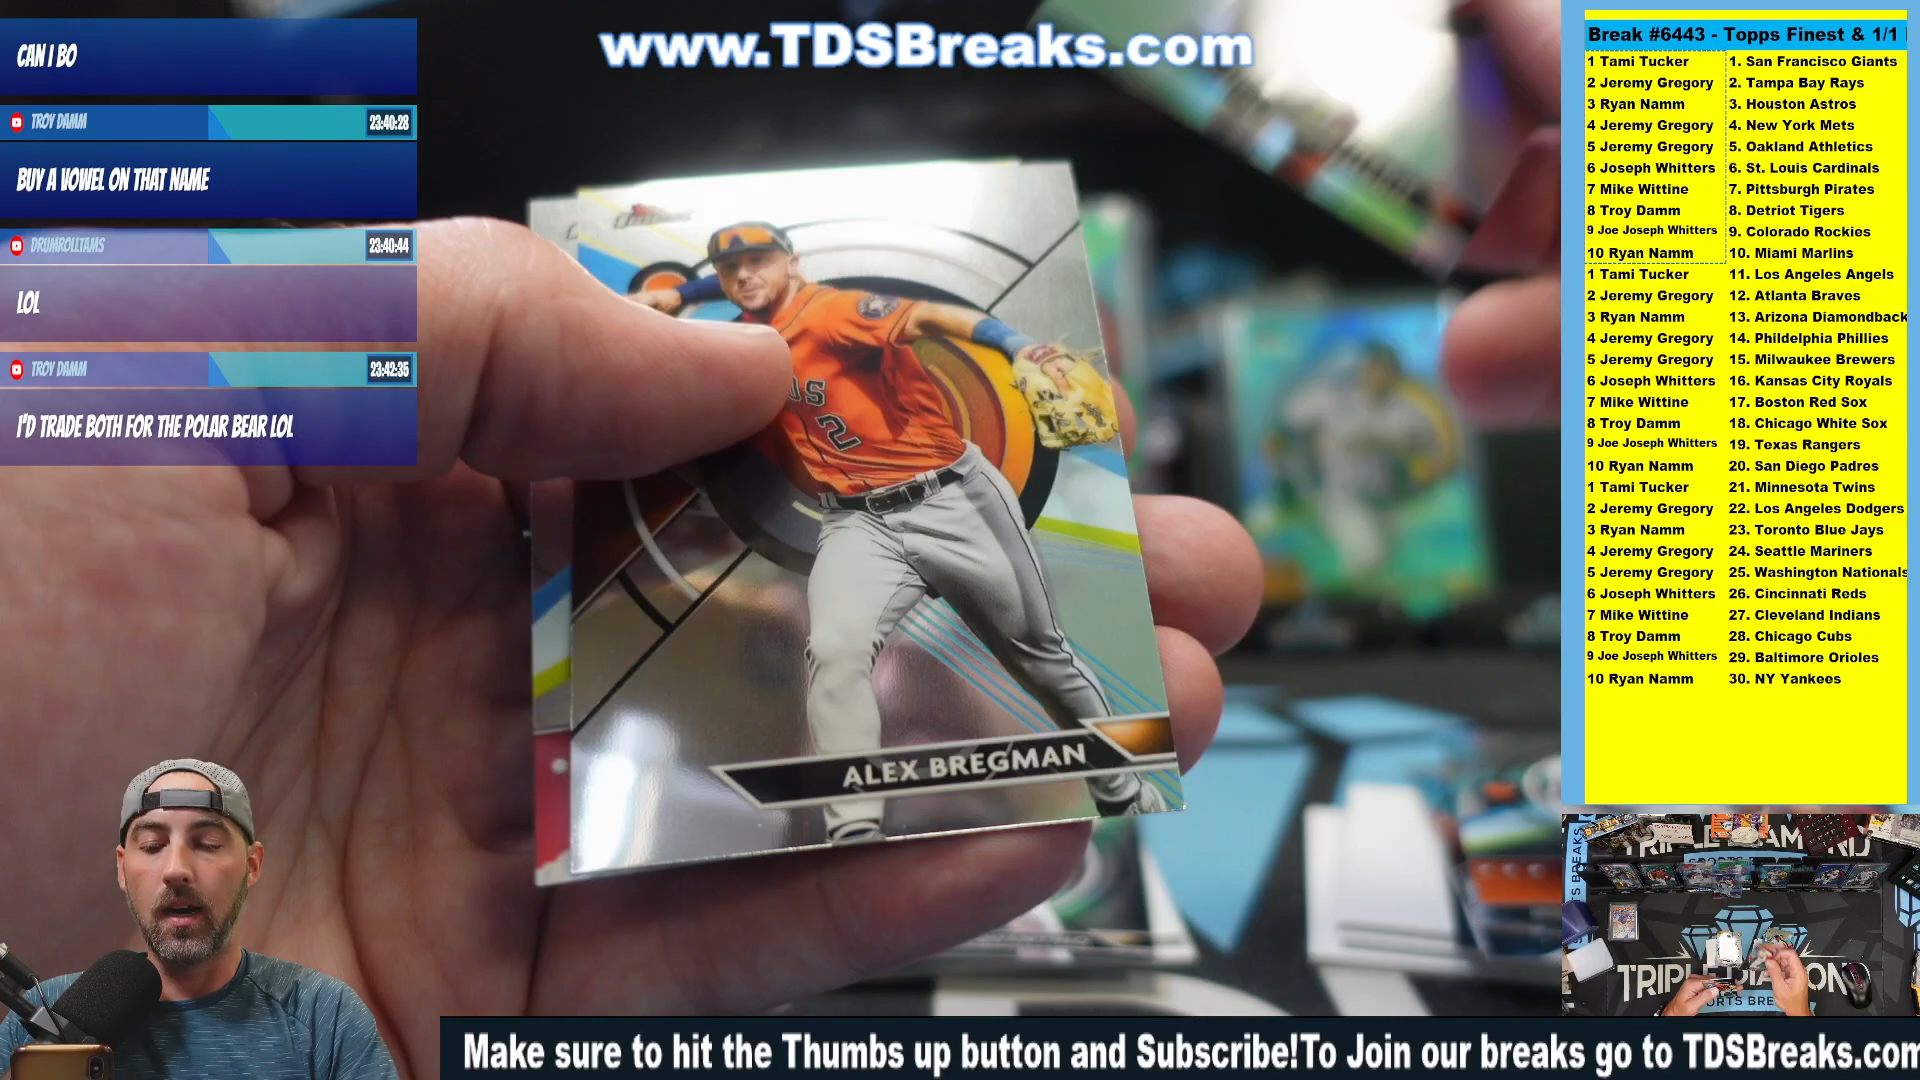 www.TDSBreaks.com
CAN I BO
TROY DAMM 23:40:28
BUY A VOWEL ON THAT NAME
DRUMROLLTAMS 23:40:44
LOL
TROY DAMM 23:42:35
I'D TRADE BOTH FOR THE POLAR BEAR LOL
2
ALEX BREGMAN
Break #6443 - Topps Finest & 1/1
1 Tami Tucker 1. San Francisco Giants
2 Jeremy Gregory 2. Tampa Bay Rays
3 Ryan Namm 3. Houston Astros
4 Jeremy Gregory 4. New York Mets
5 Jeremy Gregory 5. Oakland Athletics
6 Joseph Whitters 6. St. Louis Cardinals
7 Mike Wittine 7. Pittsburgh Pirates
8 Troy Damm 8. Detriot Tigers
9 Joe Joseph Whitters 9. Colorado Rockies
10 Ryan Namm 10. Miami Marlins
1 Tami Tucker 11. Los Angeles Angels
2 Jeremy Gregory 12. Atlanta Braves
3 Ryan Namm 13. Arizona Diamondback
4 Jeremy Gregory 14. Phildelphia Phillies
5 Jeremy Gregory 15. Milwaukee Brewers
6 Joseph Whitters 16. Kansas City Royals
7 Mike Wittine 17. Boston Red Sox
8 Troy Damm 18. Chicago White Sox
9 Joe Joseph Whitters 19. Texas Rangers
10 Ryan Namm 20. San Diego Padres
1 Tami Tucker 21. Minnesota Twins
2 Jeremy Gregory 22. Los Angeles Dodgers
3 Ryan Namm 23. Toronto Blue Jays
4 Jeremy Gregory 24. Seattle Mariners
5 Jeremy Gregory 25. Washington Nationals
6 Joseph Whitters 26. Cincinnati Reds
7 Mike Wittine 27. Cleveland Indians
8 Troy Damm 28. Chicago Cubs
9 Joe Joseph Whitters 29. Baltimore Orioles
10 Ryan Namm 30. NY Yankees
Make sure to hit the Thumbs up button and Subscribe!To Join our breaks go to TDSBreaks.com